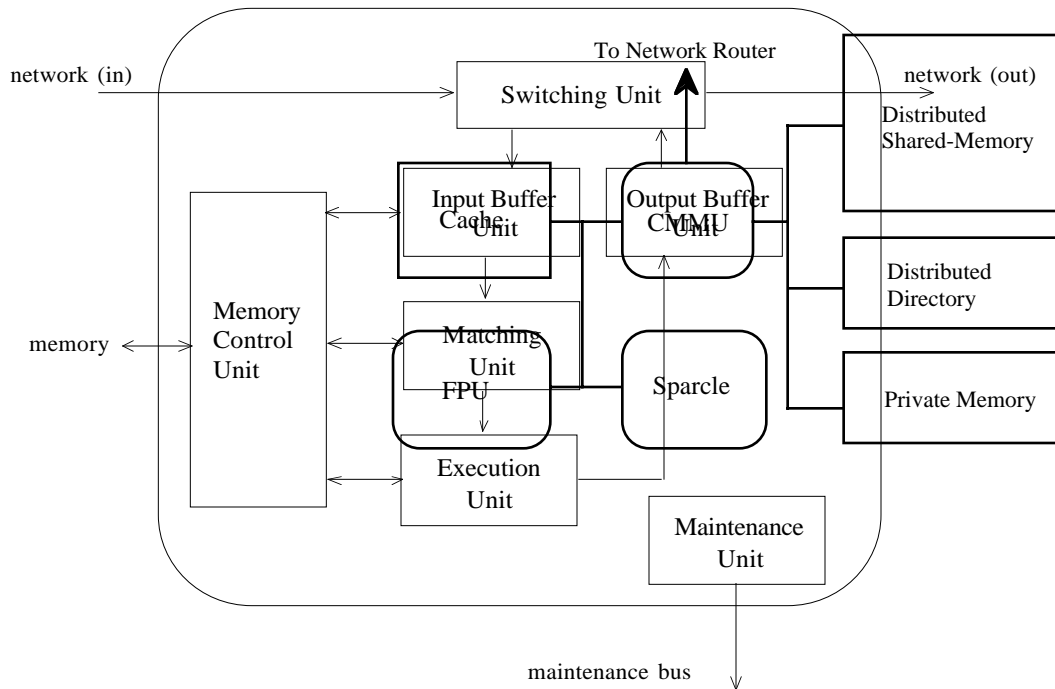 To Network Router
network (in)
network (out)
Switching Unit
Distributed
Shared-Memory
Input Buffer
Unit
Cache
Output Buffer
Unit
CMMU
Distributed
Directory
Memory
Control
Unit
memory
Matching
Unit
FPU
Sparcle
Private Memory
Execution
Unit
Maintenance
Unit
maintenance bus